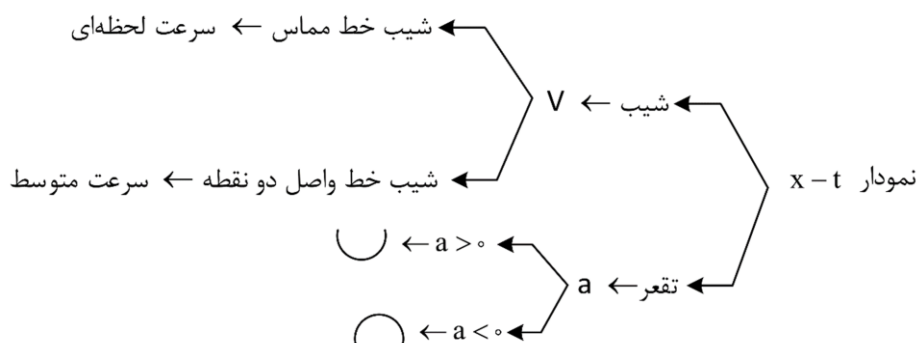 شیب خط مماس ← سرعت لحظه‌ای
شیب ← V
شیب خط واصل دو نقطه ← سرعت متوسط
نمودار x – t
a > ۰ ←
تقعر ← a
a < ۰ ←